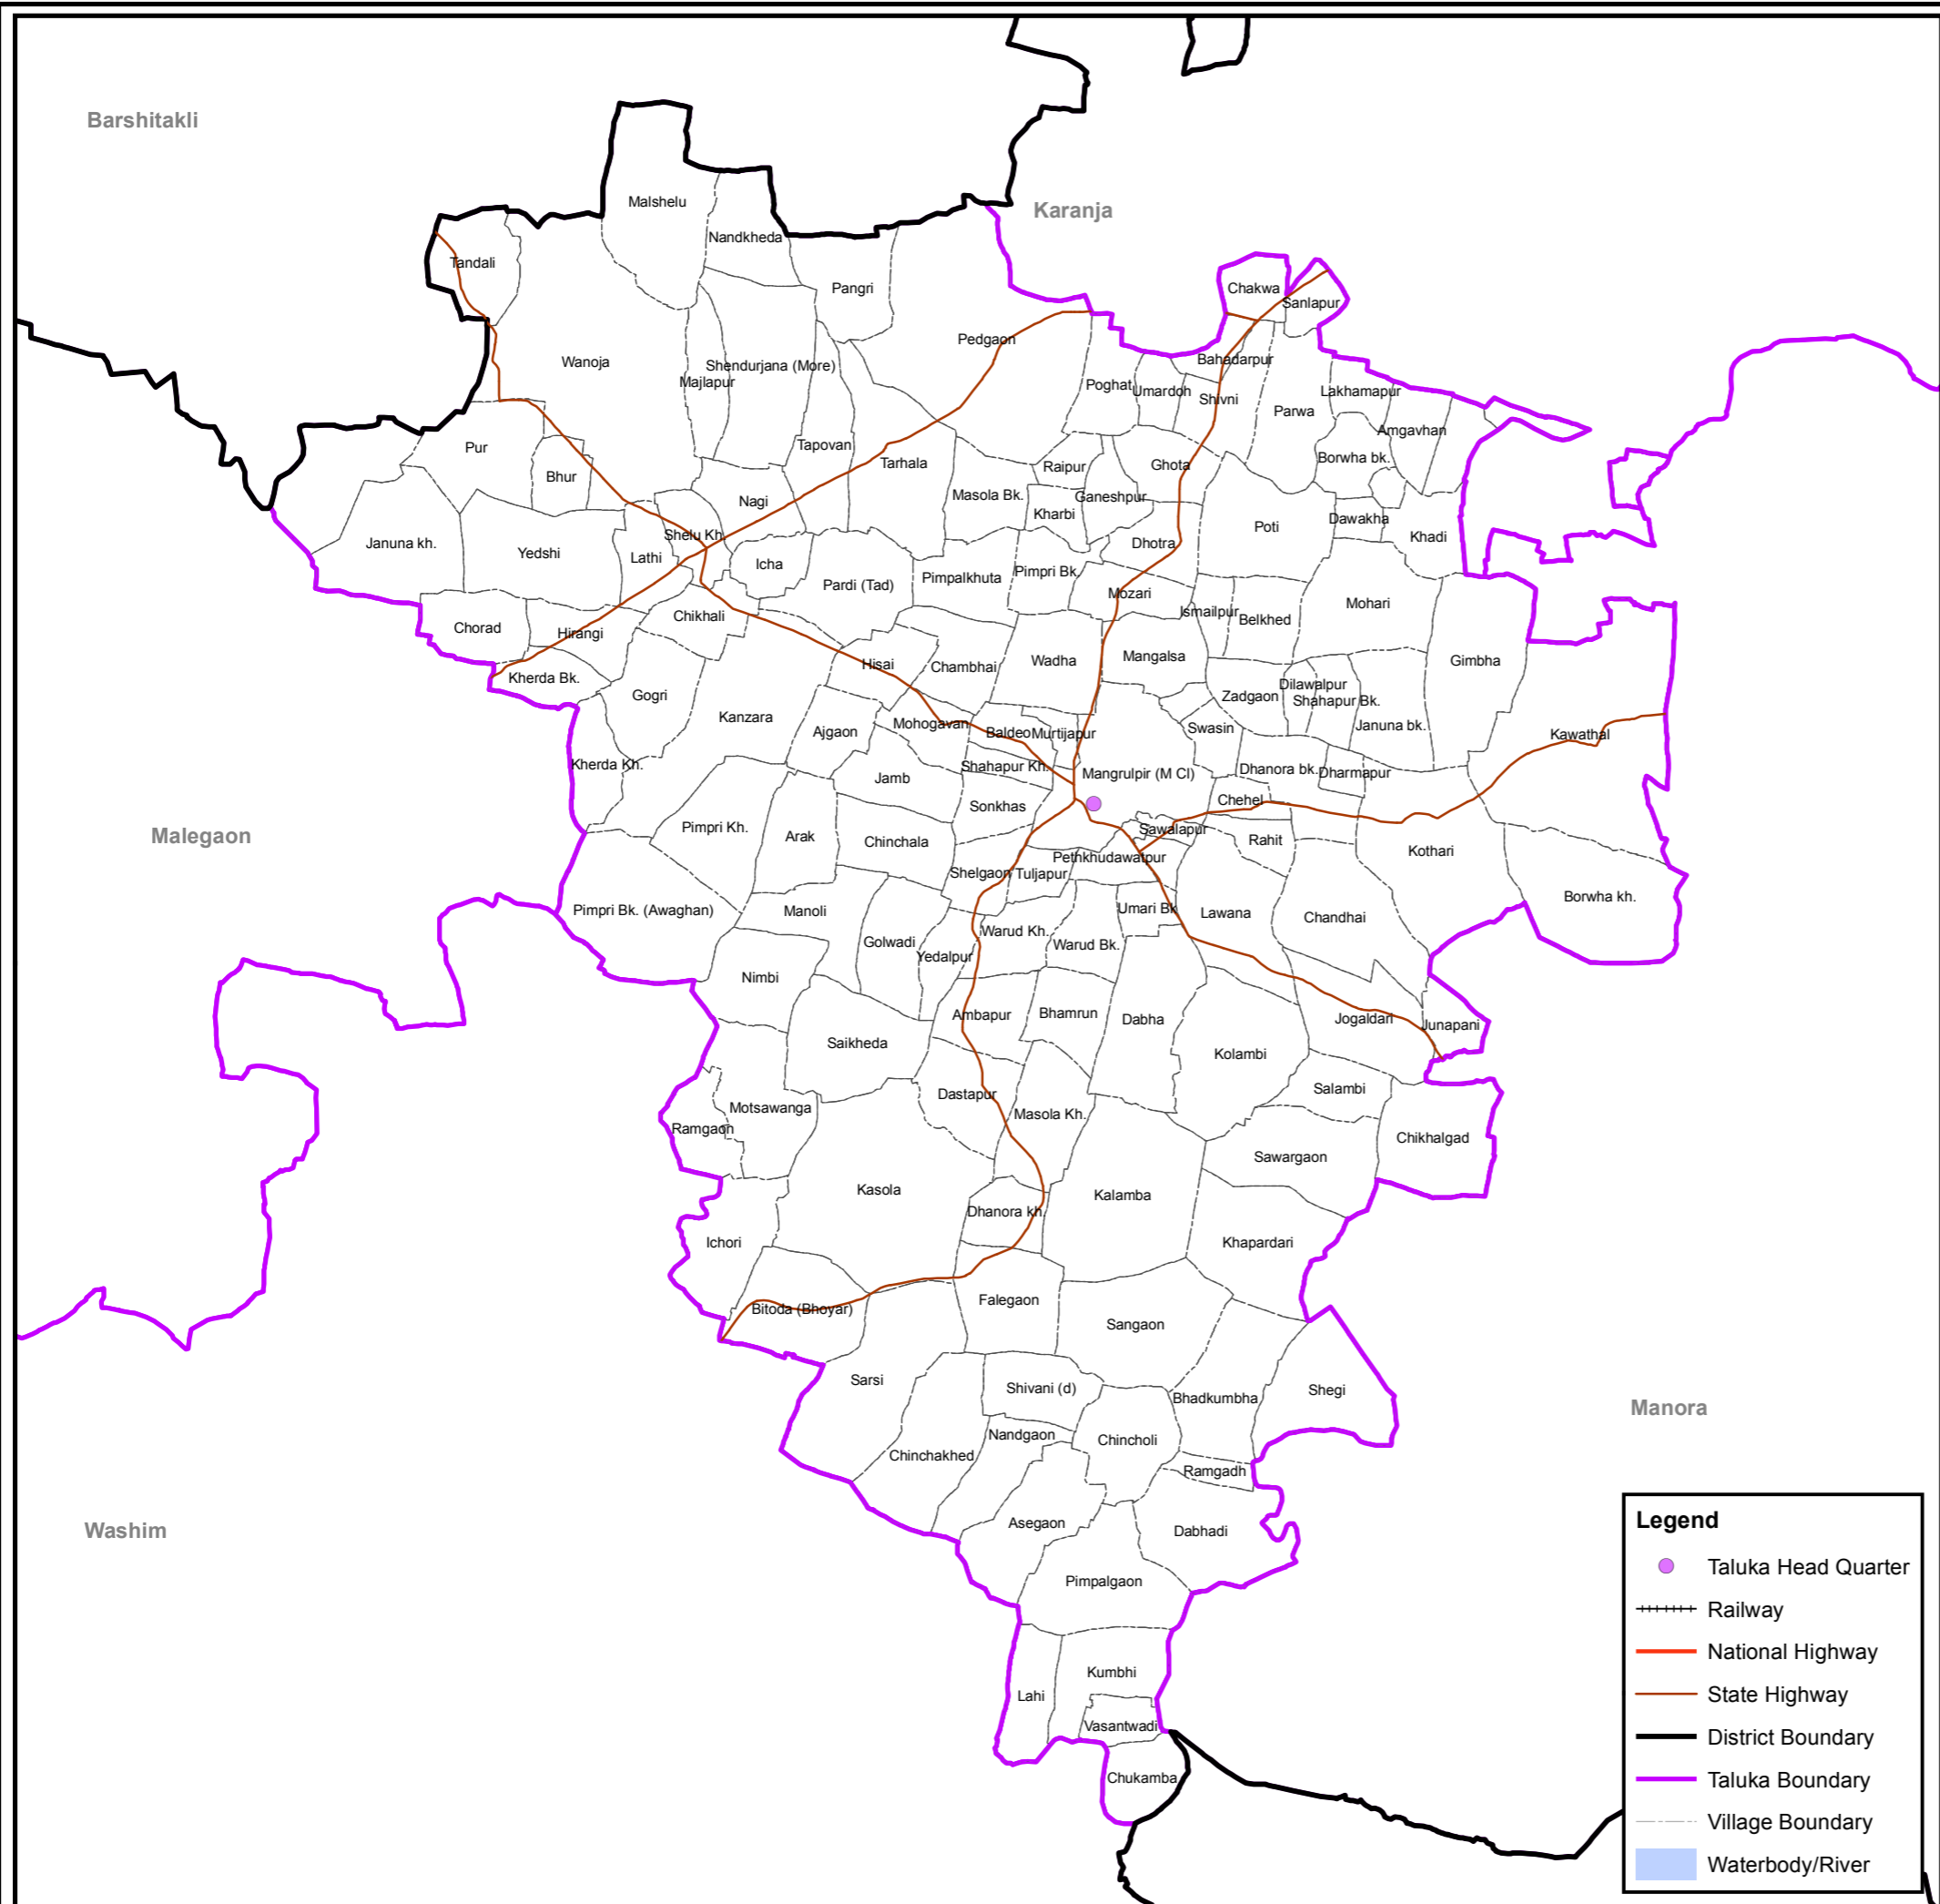 Barshitakli
Malshelu
Karanja
Nandkheda
Tandali
Pangri
Chakwa
Sanlapur
Pedgaon
Wanoja
Shendurjana (More)
Bahadarpur
Majlapur
Poghat
Umardoh
Shivni
Lakhamapur
Parwa
Amgavhan
Pur
Tapovan
Bhur
Tarhala
Raipur
Ghota
Borwha bk.
Nagi
Masola Bk.
Ganeshpur
Kharbi
Dawakha
Poti
Shelu Kh.
Khadi
Januna kh.
Yedshi
Lathi
Dhotra
Icha
Pardi (Tad)
Pimpalkhuta
Pimpri Bk.
Mozari
Mohari
Ismailpur
Belkhed
Chikhali
Chorad
Hirangi
Wadha
Mangalsa
Gimbha
Hisai
Chambhai
Kherda Bk.
Gogri
Dilawalpur
Zadgaon
Shahapur Bk.
Kanzara
Mohogavan
Ajgaon
Baldeo
Murtijapur
Swasin
Januna bk.
Kawathal
Kherda Kh.
Shahapur Kh.
Jamb
Mangrulpir (M Cl)
Dhanora bk.
Dharmapur
Sonkhas
Chehel
Pimpri Kh.
Arak
Chinchala
Sawalapur
Rahit
Malegaon
Pethkhudawatpur
Kothari
Shelgaon
Tuljapur
Borwha kh.
Pimpri Bk. (Awaghan)
Manoli
Umari Bk
Lawana
Chandhai
Golwadi
Warud Kh.
Warud Bk.
Yedalpur
Nimbi
Ambapur
Bhamrun
Dabha
Jogaldari
Junapani
Saikheda
Kolambi
Salambi
Dastapur
Motsawanga
Masola Kh.
Ramgaon
Chikhalgad
Sawargaon
Kasola
Kalamba
Dhanora kh.
Ichori
Khapardari
Falegaon
Bitoda (Bhoyar)
Sangaon
Sarsi
Shivani (d)
Shegi
Bhadkumbha
Manora
Nandgaon
Chincholi
Chinchakhed
Ramgadh
Asegaon
Dabhadi
Washim
Pimpalgaon
Kumbhi
Lahi
Vasantwadi
Chukamba
Legend
Taluka Head Quarter
Railway
National Highway
State Highway
District Boundary
Taluka Boundary
Village Boundary
Waterbody/River